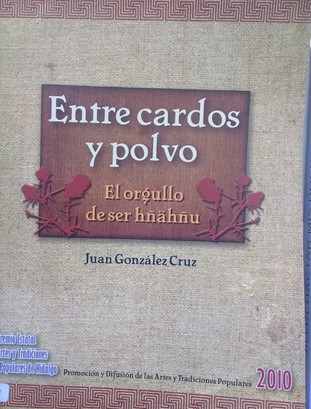 Entre cardos
y polvo
El orgullo
de ser hñähñu
Juan González Cruz
Premio Estatal
Artes y Tradiciones
Populares de Hidalgo
Promoción y Difusión de las Artes y Tradiciones Populares 2010